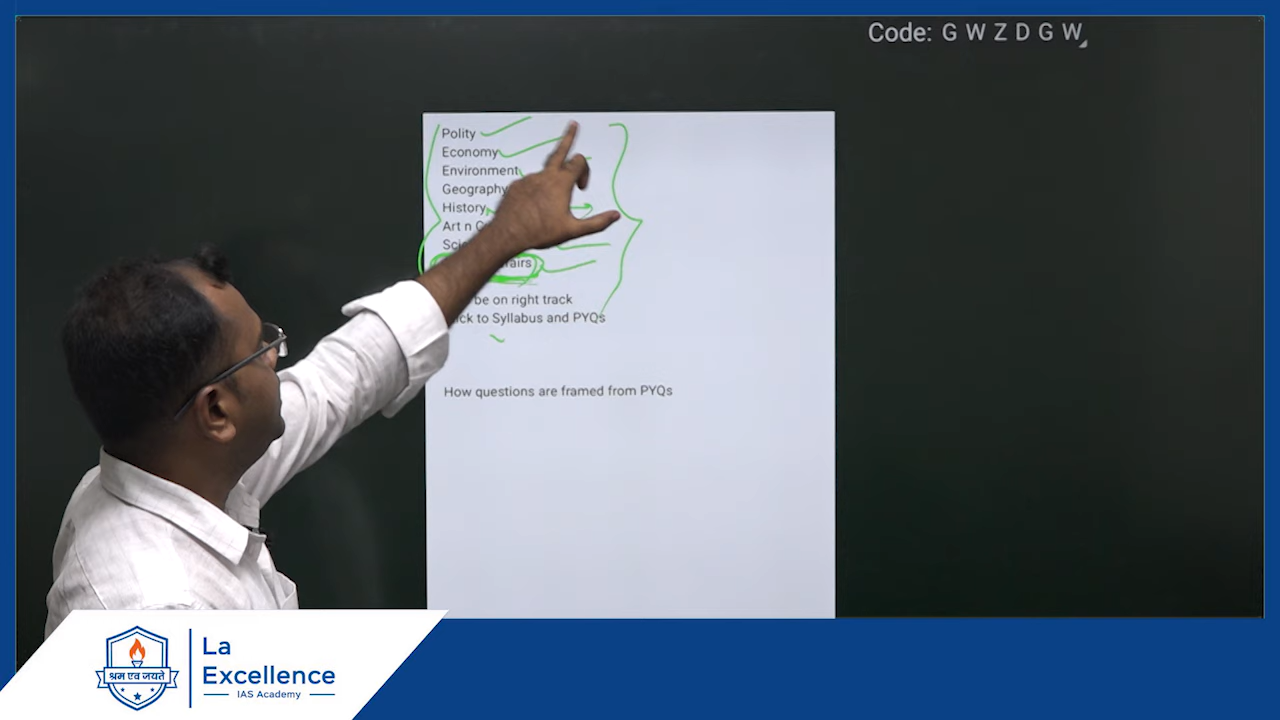 Code: G W Z D G W
Polity
Economy
Environment
Geography
History
Art n
be on right track
to Syllabus and PYQs
How questions are framed from PYQs
श्रम एव जयते
La
Excellence
IAS Academy